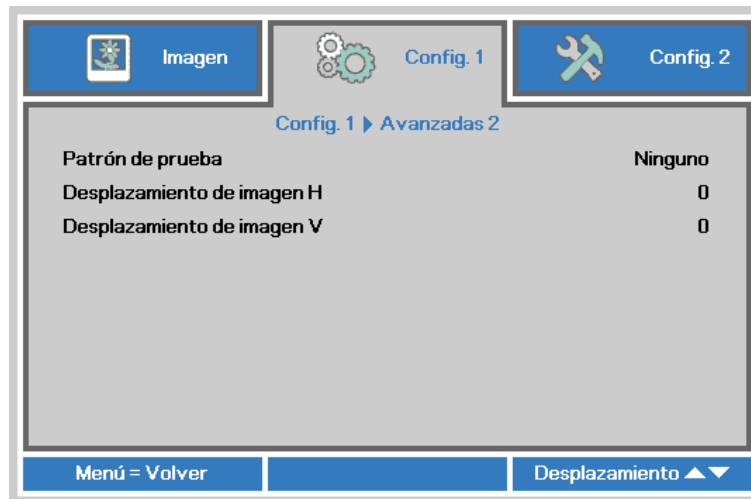 Imagen
Config. 1
Config. 2
Config. 1 ▶ Avanzadas 2
Patrón de prueba Ninguno
Desplazamiento de imagen H 0
Desplazamiento de imagen V 0
Menú = Volver
Desplazamiento ▲▼